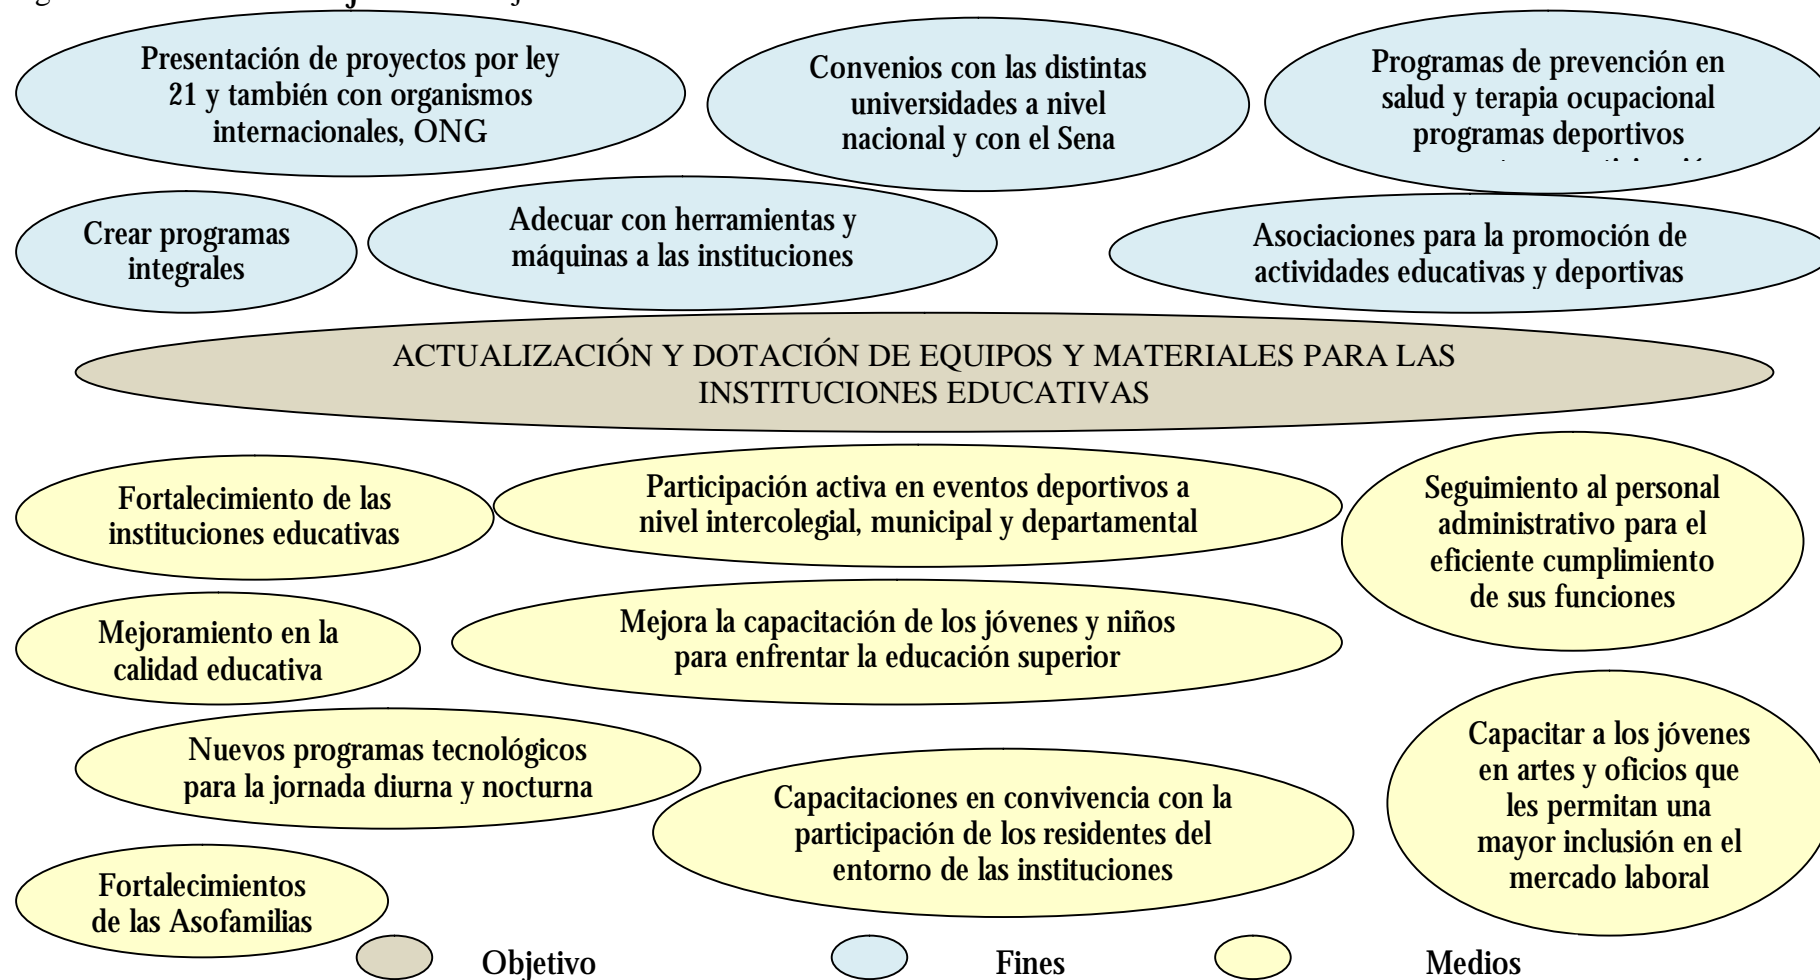 Presentación de proyectos por ley
21 y también con organismos
internacionales, ONG
Convenios con las distintas
universidades a nivel
nacional y con el Sena
Programas de prevención en
salud y terapia ocupacional
programas deportivos
Crear programas
integrales
Adecuar con herramientas y
máquinas a las instituciones
Asociaciones para la promoción de
actividades educativas y deportivas
ACTUALIZACIÓN Y DOTACIÓN DE EQUIPOS Y MATERIALES PARA LAS
INSTITUCIONES EDUCATIVAS
Fortalecimiento de las
instituciones educativas
Participación activa en eventos deportivos a
nivel intercolegial, municipal y departamental
Seguimiento al personal
administrativo para el
eficiente cumplimiento
de sus funciones
Mejoramiento en la
calidad educativa
Mejora la capacitación de los jóvenes y niños
para enfrentar la educación superior
Nuevos programas tecnológicos
para la jornada diurna y nocturna
Capacitaciones en convivencia con la
participación de los residentes del
entorno de las instituciones
Capacitar a los jóvenes
en artes y oficios que
les permitan una
mayor inclusión en el
mercado laboral
Fortalecimientos
de las Asofamilias
Objetivo
Fines
Medios